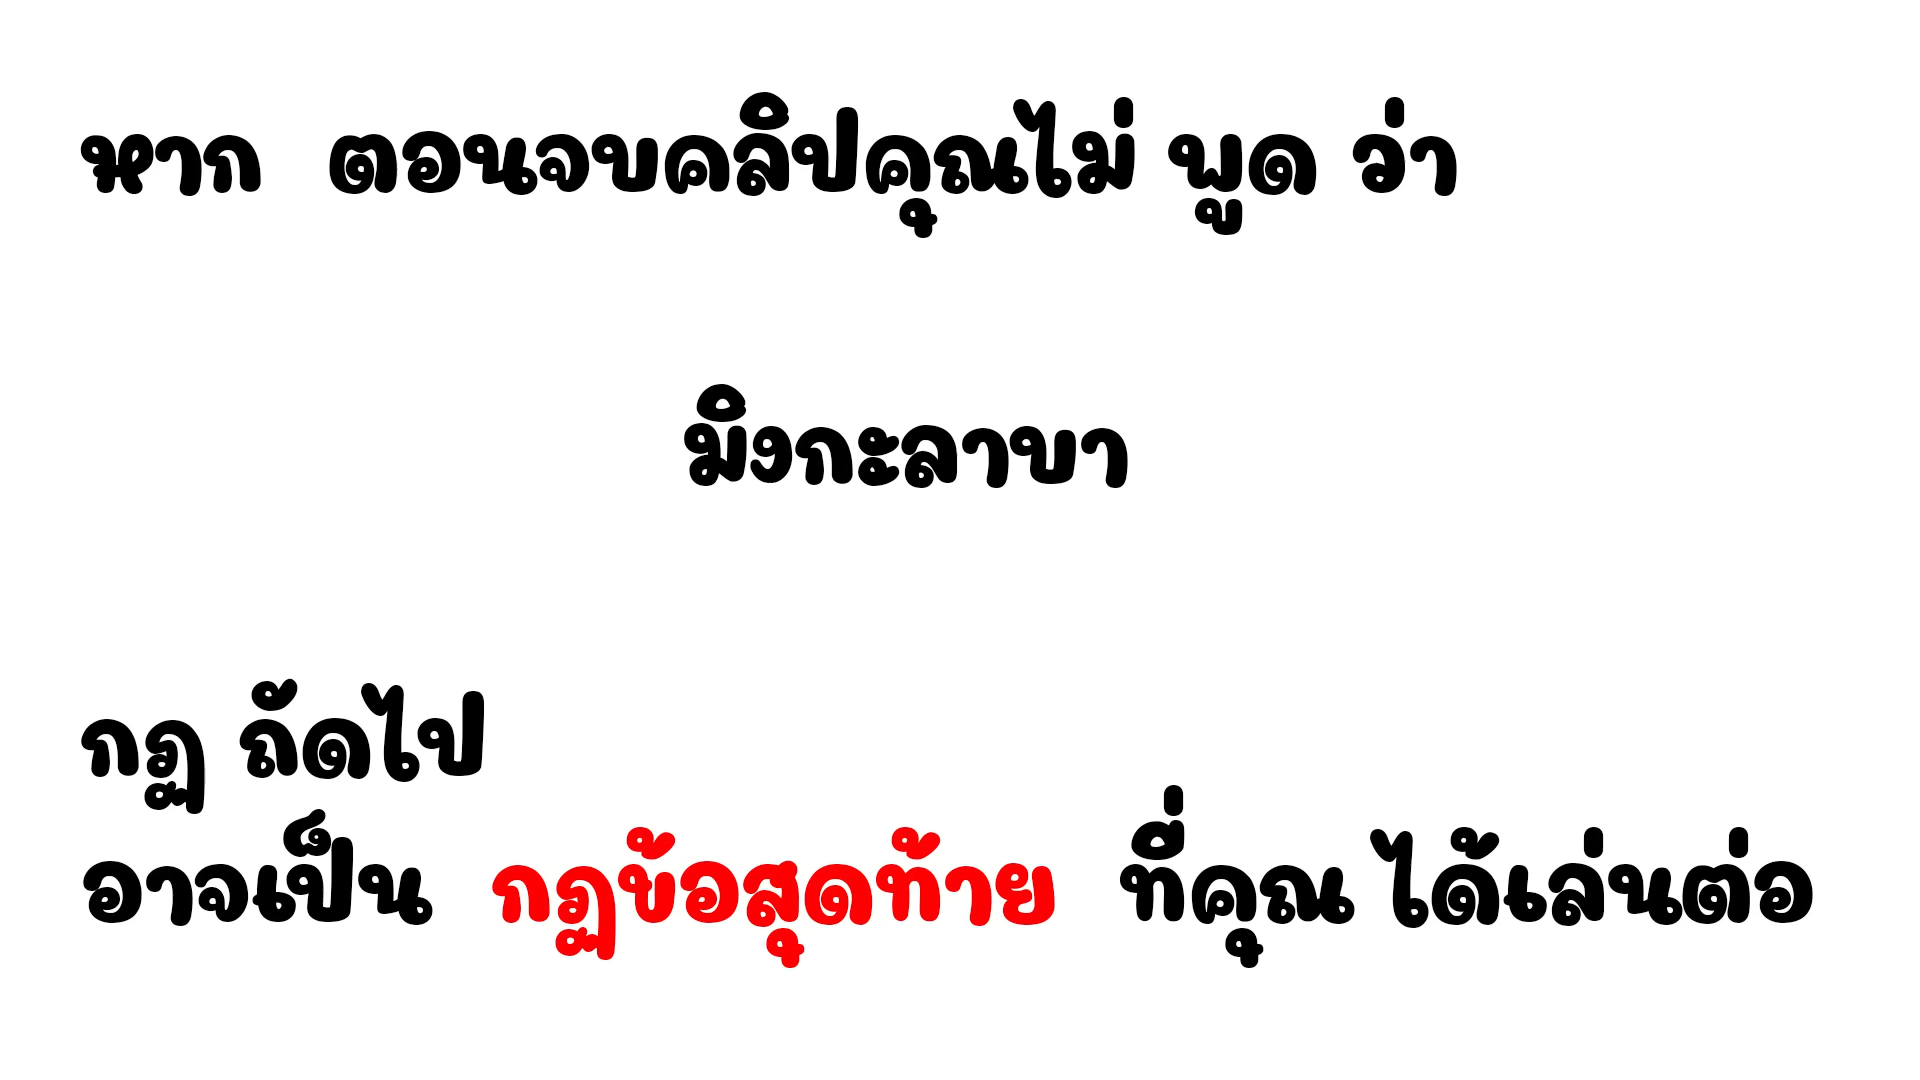 หาก ตอนจบคลิปคุณไม่ พูด ว่า
มิงกะลาบา
กฏ ถัดไป
อาจเป็น กฏข้อสุดท้าย ที่คุณ ได้เล่นต่อ